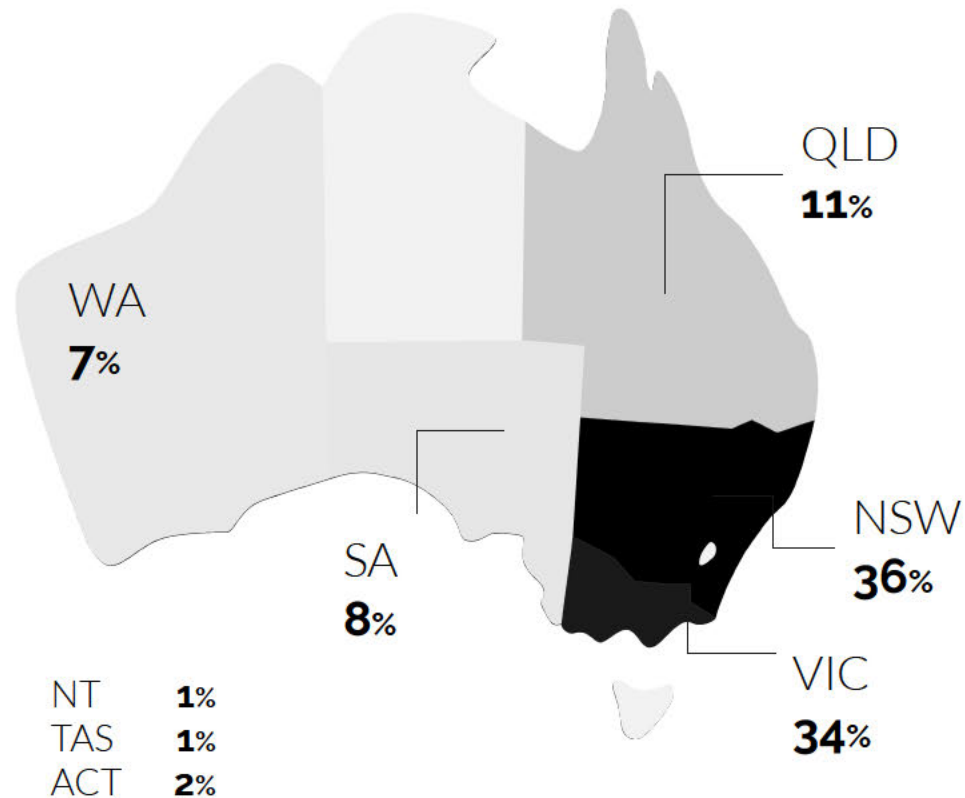 QLD
11%
WA
7%
NSW
36%
SA
8%
VIC
34%
NT 1%
TAS 1%
ACT 2%